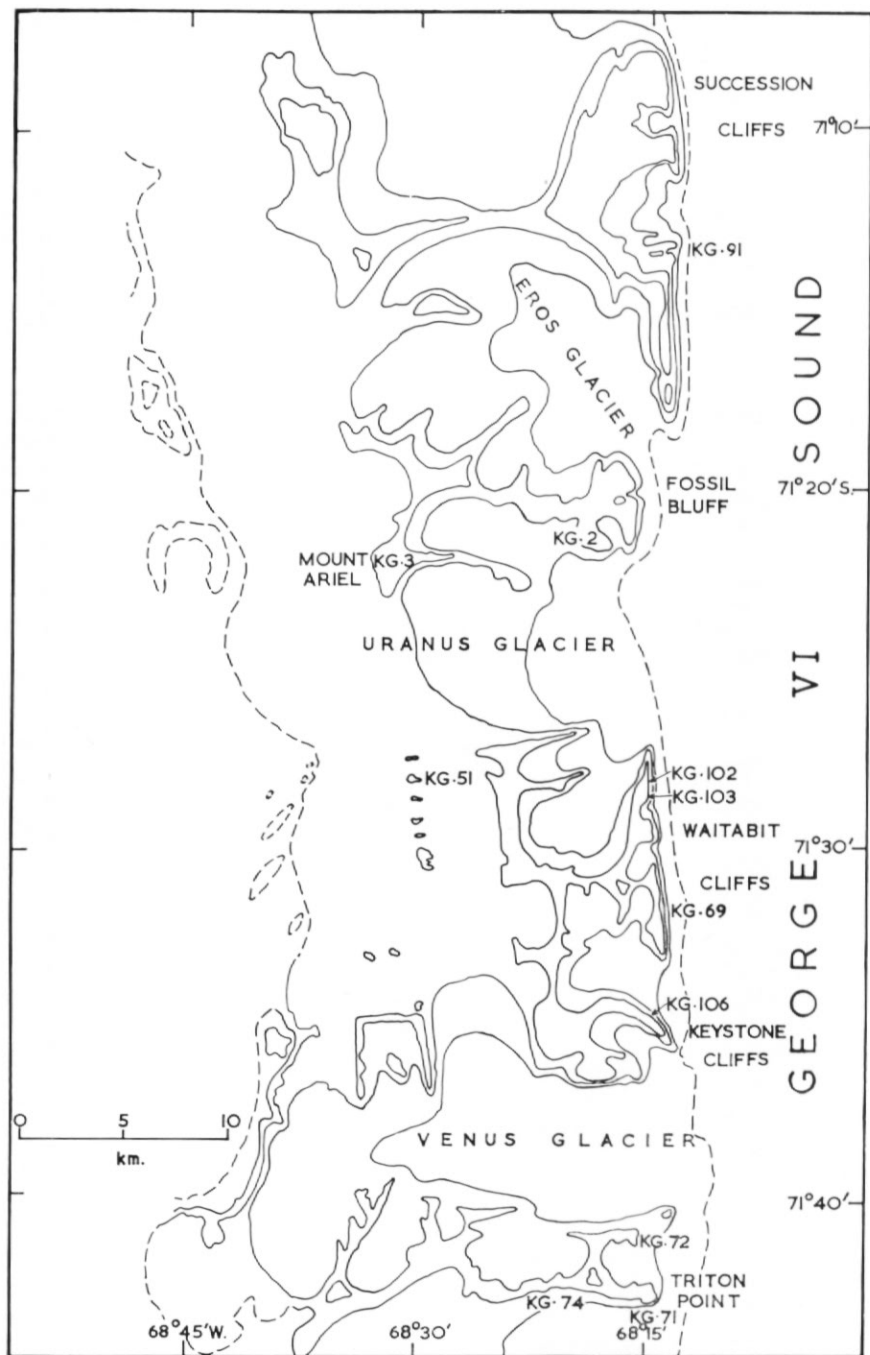 SUCCESSION
CLIFFS
71°10'
KG·91
EROS GLACIER
FOSSIL
BLUFF
71°20'S.
KG·2
MOUNT
ARIEL
KG·3
URANUS GLACIER
GEORGE VI SOUND
KG·51
KG·102
KG·103
WAITABIT
CLIFFS
71°30'
KG·69
KG·106
KEYSTONE
CLIFFS
0 5 10
km.
VENUS GLACIER
71°40'
KG·72
TRITON
POINT
KG·74
KG·71
68°45'W. 68°30' 68°15'